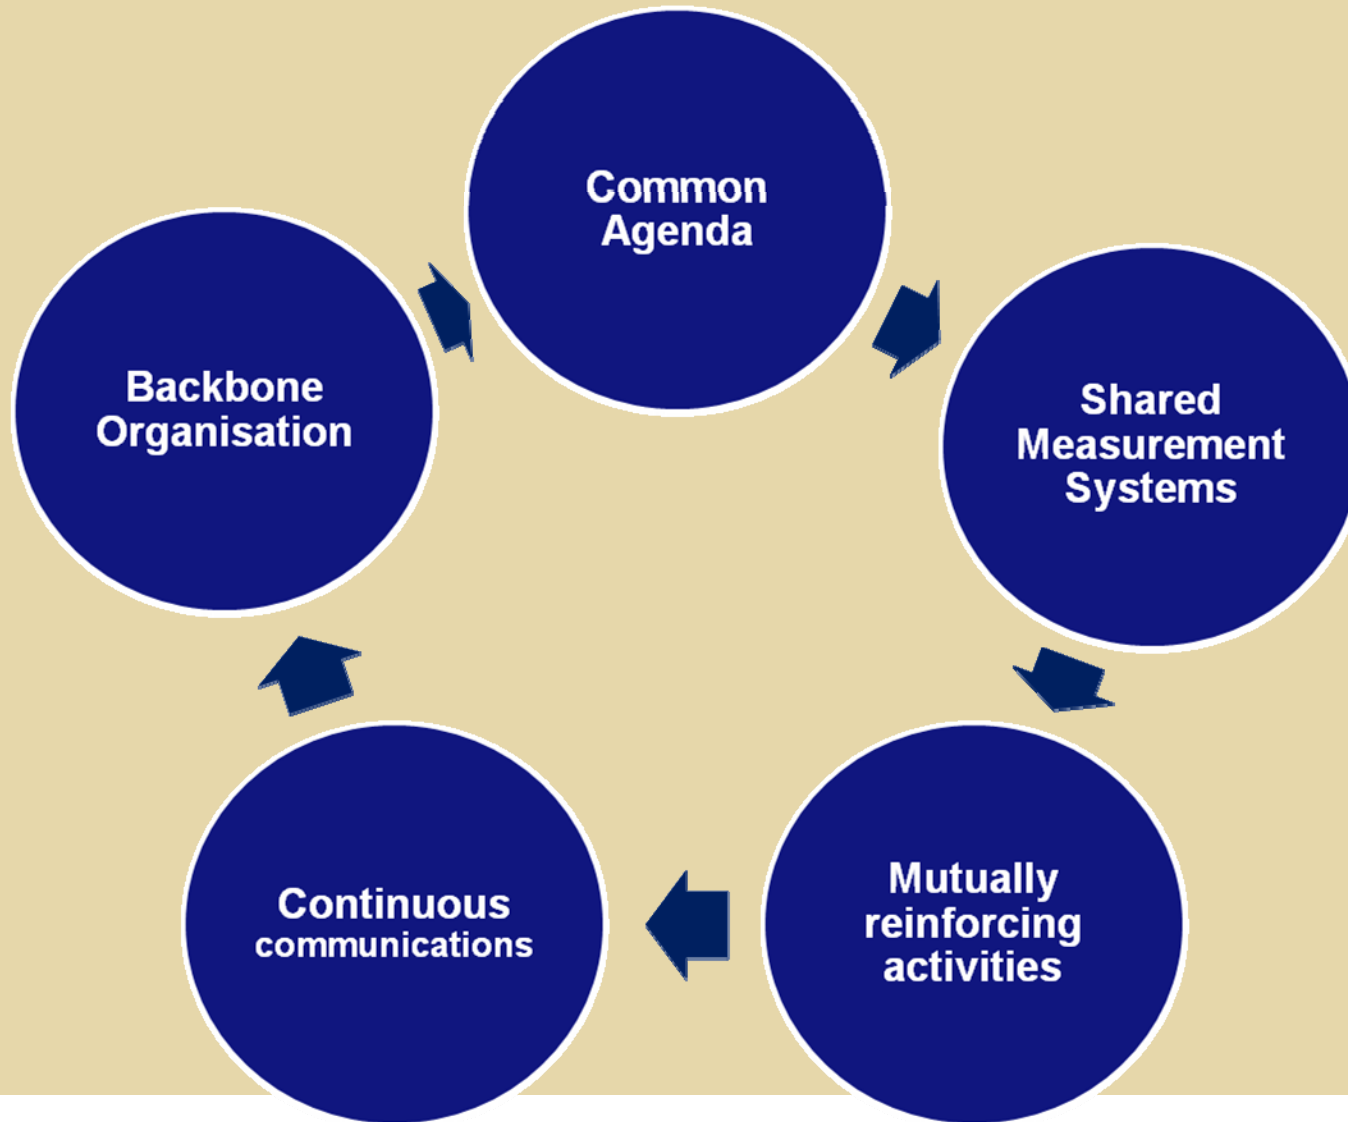 Common
Agenda
Shared
Measurement
Systems
Mutually
reinforcing
activities
Continuous
communications
Backbone
Organisation